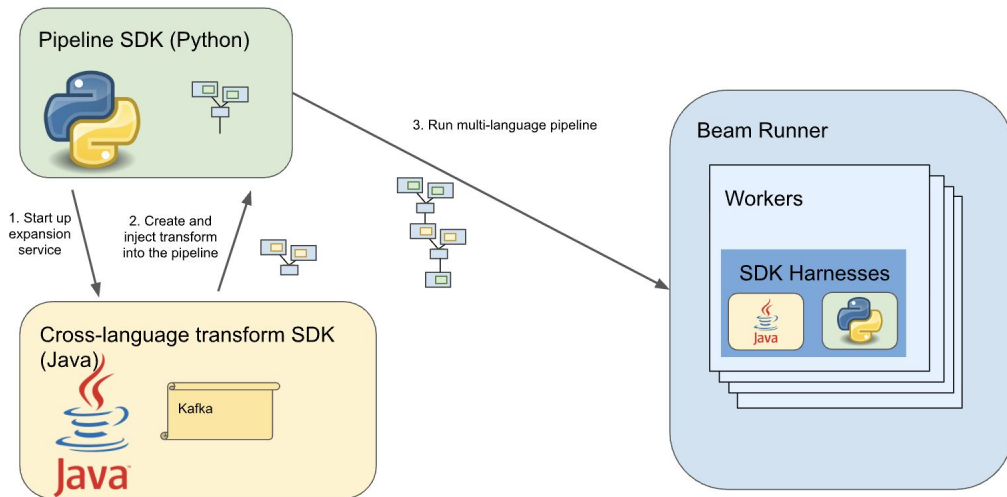 Pipeline SDK (Python)
3. Run multi-language pipeline
Beam Runner
Workers
1. Start up
expansion
service
2. Create and
inject transform
into the pipeline
SDK Harnesses
Java
Cross-language transform SDK
(Java)
Kafka
Java™